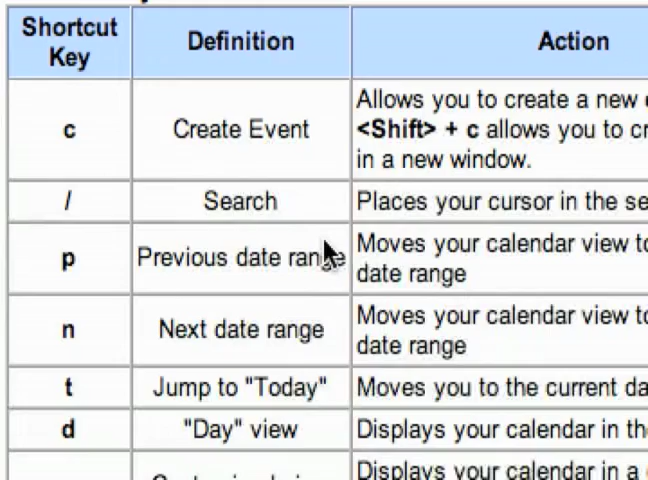 Shortcut Key
Definition
Action
c
Create Event
Allows you to create a new
<Shift> + c allows you to cr
in a new window.
/
Search
Places your cursor in the se
p
Previous date range
Moves your calendar view to
date range
n
Next date range
Moves your calendar view to
date range
t
Jump to "Today"
Moves you to the current da
d
"Day" view
Displays your calendar in the
Displays your calendar in a